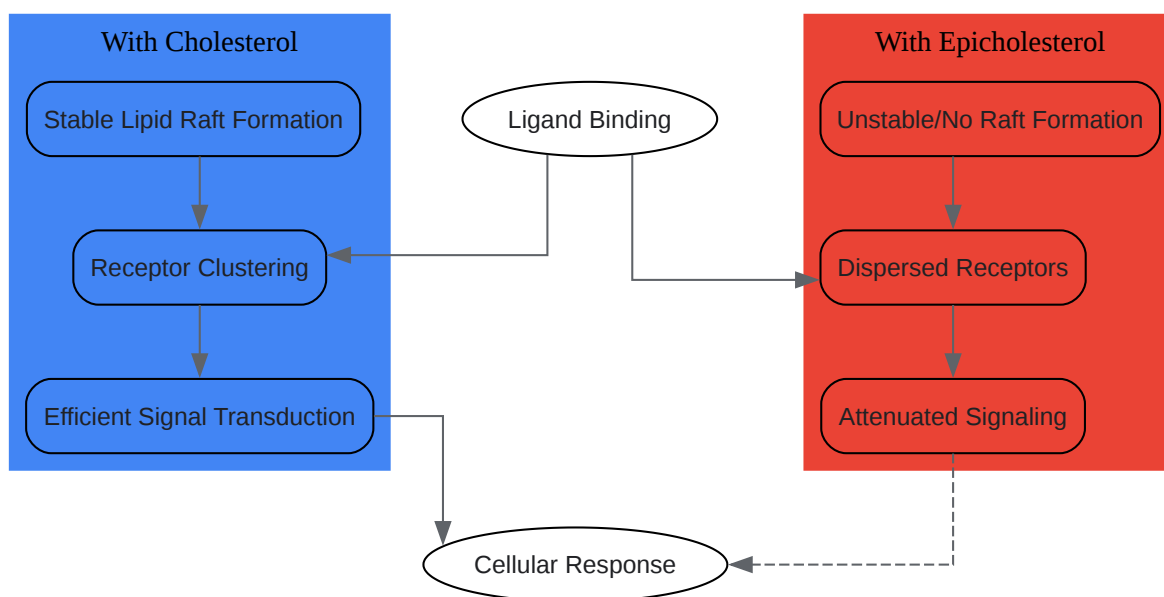 With Cholesterol
With Epicholesterol
Stable Lipid Raft Formation
Ligand Binding
Unstable/No Raft Formation
Receptor Clustering
Dispersed Receptors
Efficient Signal Transduction
Attenuated Signaling
Cellular Response